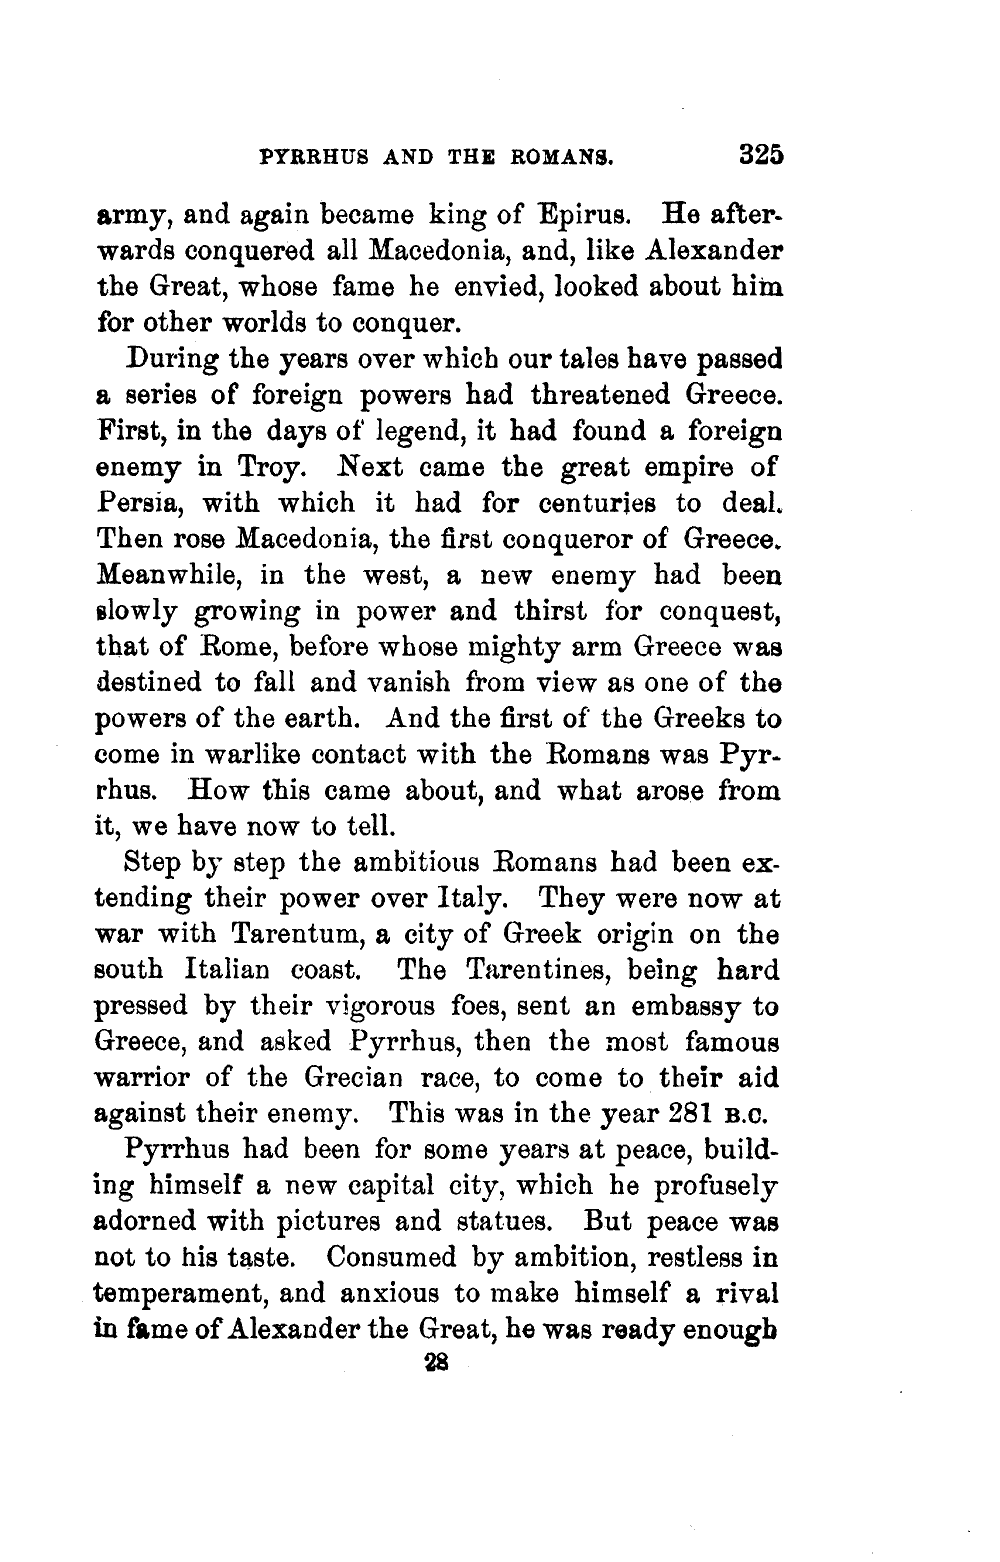 PYRRHUS AND THE ROMANS. 325
army, and again became king of Epirus. He after-
wards conquered all Macedonia, and, like Alexander
the Great, whose fame he envied, looked about him
for other worlds to conquer.
During the years over which our tales have passed
a series of foreign powers had threatened Greece.
First, in the days of legend, it had found a foreign
enemy in Troy. Next came the great empire of
Persia, with which it had for centuries to deal.
Then rose Macedonia, the first conqueror of Greece.
Meanwhile, in the west, a new enemy had been
slowly growing in power and thirst for conquest,
that of Rome, before whose mighty arm Greece was
destined to fall and vanish from view as one of the
powers of the earth. And the first of the Greeks to
come in warlike contact with the Romans was Pyr-
rhus. How this came about, and what arose from
it, we have now to tell.
Step by step the ambitious Romans had been ex-
tending their power over Italy. They were now at
war with Tarentum, a city of Greek origin on the
south Italian coast. The Tarentines, being hard
pressed by their vigorous foes, sent an embassy to
Greece, and asked Pyrrhus, then the most famous
warrior of the Grecian race, to come to their aid
against their enemy. This was in the year 281 B.C.
Pyrrhus had been for some years at peace, build-
ing himself a new capital city, which he profusely
adorned with pictures and statues. But peace was
not to his taste. Consumed by ambition, restless in
temperament, and anxious to make himself a rival
in fame of Alexander the Great, he was ready enough
28